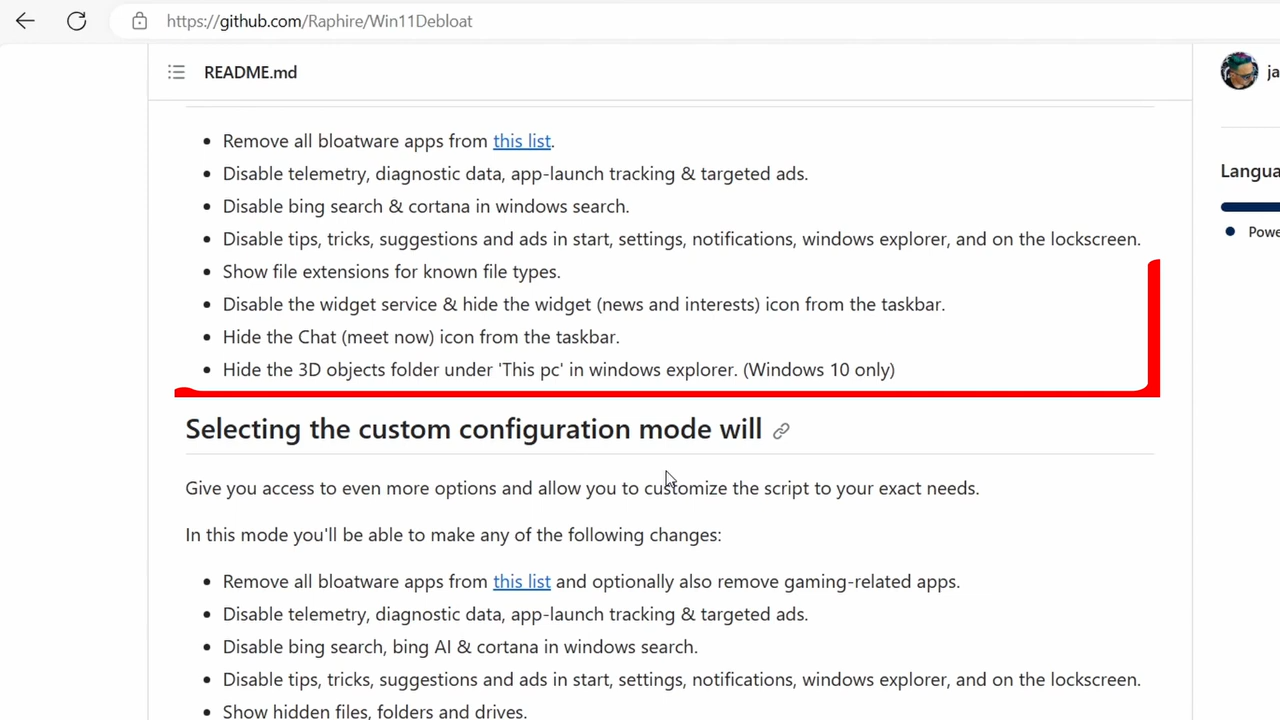 https://github.com/Raphire/Win11Debloat
README.md
ja
Remove all bloatware apps from this list.
Disable telemetry, diagnostic data, app-launch tracking & targeted ads.
Langua
Disable bing search & cortana in windows search.
Powe
Disable tips, tricks, suggestions and ads in start, settings, notifications, windows explorer, and on the lockscreen.
Show file extensions for known file types.
Disable the widget service & hide the widget (news and interests) icon from the taskbar.
Hide the Chat (meet now) icon from the taskbar.
Hide the 3D objects folder under 'This pc' in windows explorer. (Windows 10 only)
Selecting the custom configuration mode will
Give you access to even more options and allow you to customize the script to your exact needs.
In this mode you'll be able to make any of the following changes:
Remove all bloatware apps from this list and optionally also remove gaming-related apps.
Disable telemetry, diagnostic data, app-launch tracking & targeted ads.
Disable bing search, bing AI & cortana in windows search.
Disable tips, tricks, suggestions and ads in start, settings, notifications, windows explorer, and on the lockscreen.
Show hidden files, folders and drives.